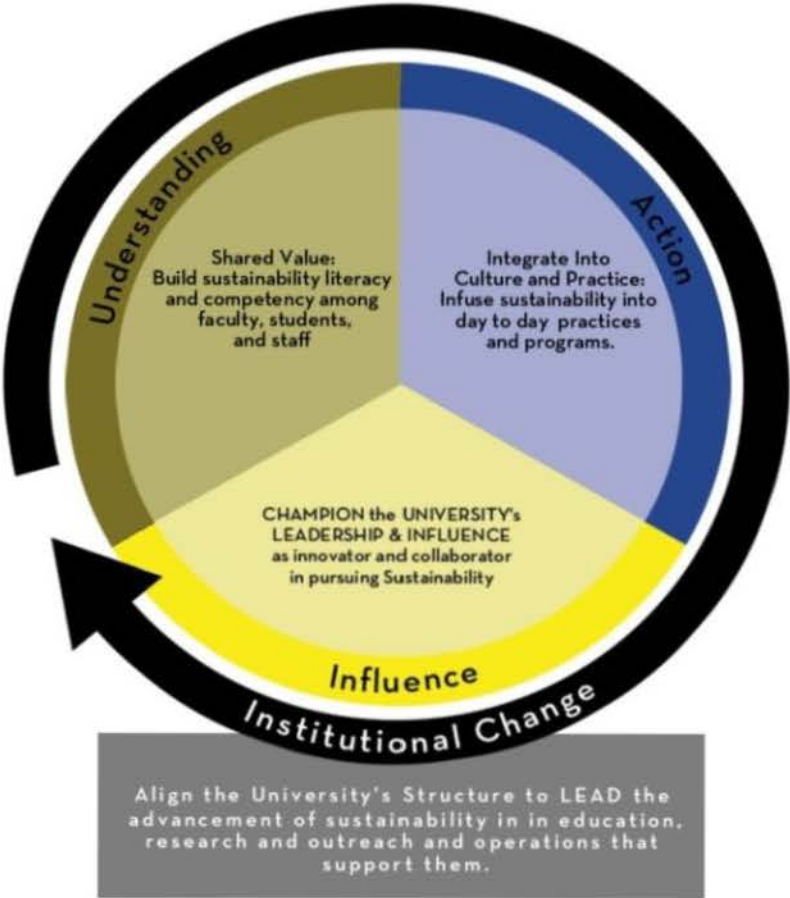 Understanding
Shared Value:
Build sustainability literacy
and competency among
faculty, students,
and staff
Action
Integrate Into
Culture and Practice:
Infuse sustainability into
day to day practices
and programs.
CHAMPION the UNIVERSITY's
LEADERSHIP & INFLUENCE
as innovator and collaborator
in pursuing Sustainability
Influence
Institutional Change
Align the University's Structure to LEAD the
advancement of sustainability in in education,
research and outreach and operations that
support them.